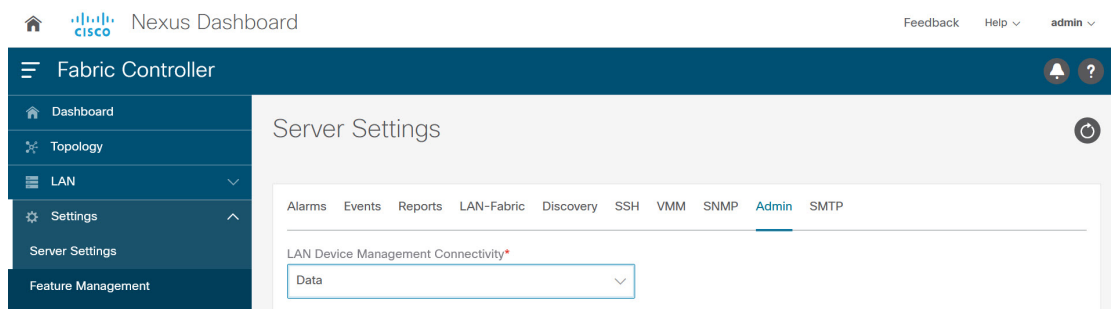 CISCO Nexus Dashboard Feedback Help admin
Fabric Controller ?
Dashboard
Topology
LAN
Settings
Server Settings
Feature Management
Server Settings
Alarms Events Reports LAN-Fabric Discovery SSH VMM SNMP Admin SMTP
LAN Device Management Connectivity*
Data